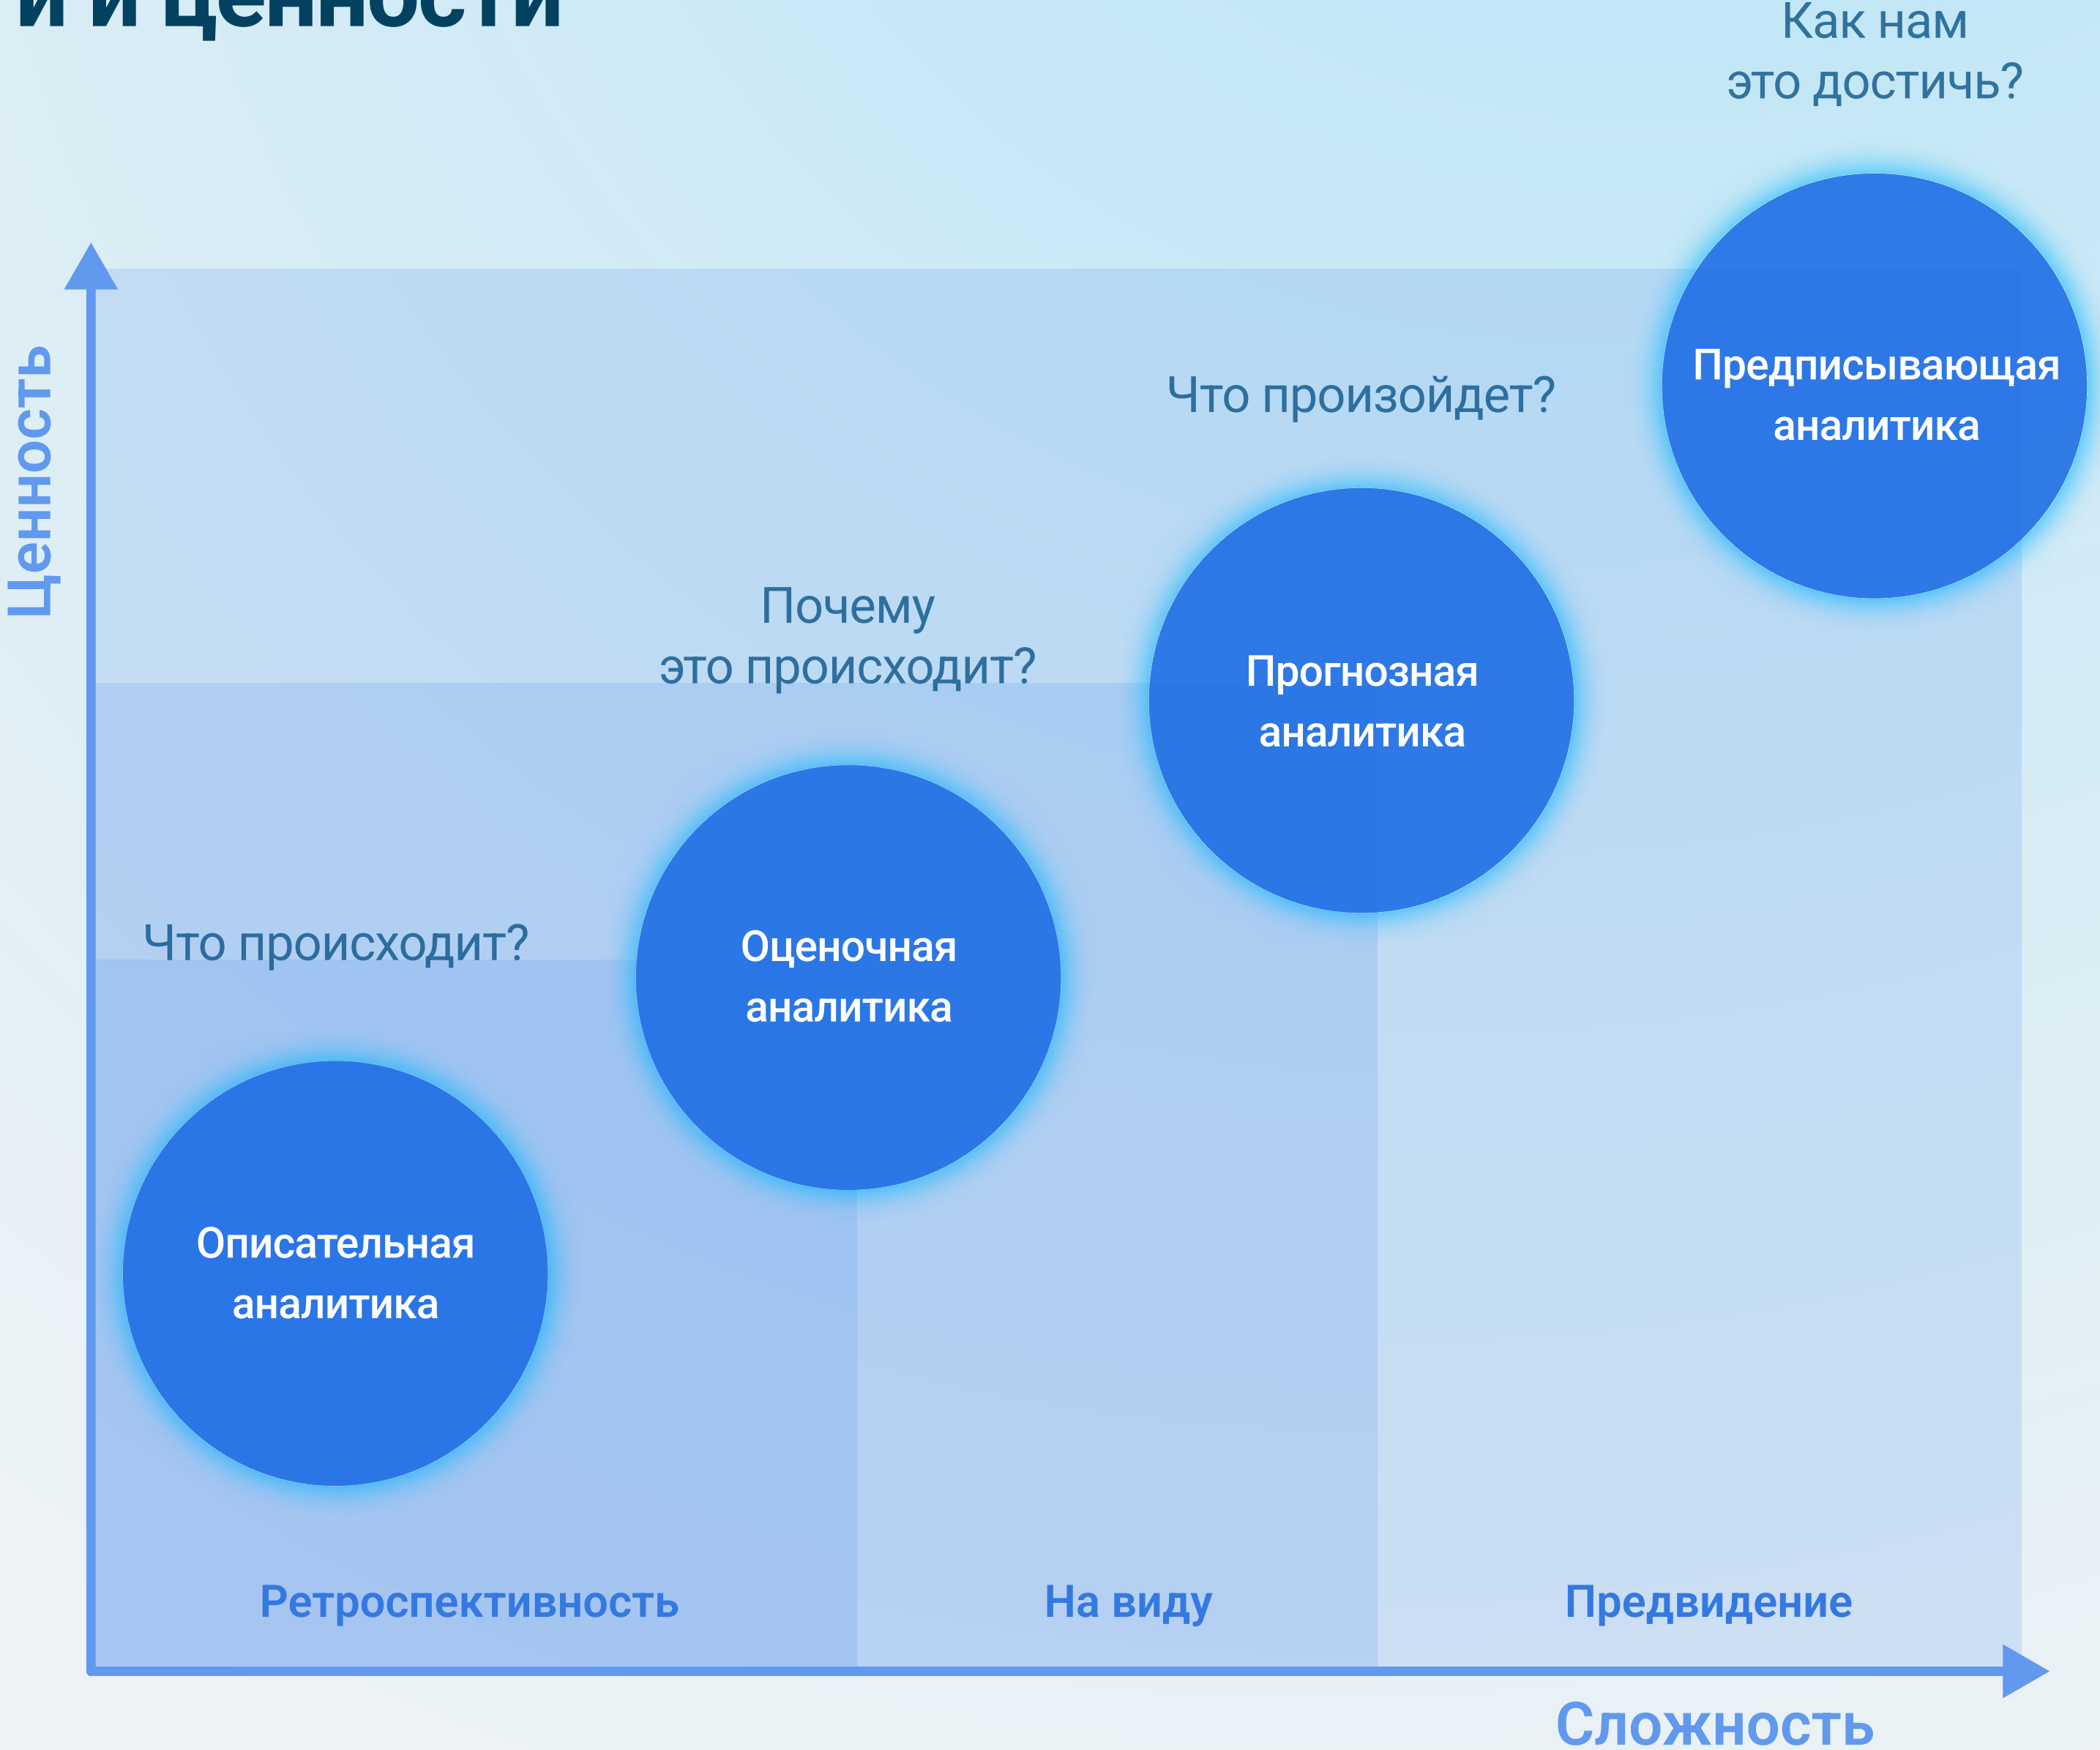 и и ценности
Как нам
это достичь?
Предписывающая
аналитика
Что произойдет?
Прогнозная
аналитика
Почему
это происходит?
Оценочная
аналитика
Что происходит?
Описательная
аналитика
Ценность
Ретроспективность
На виду
Предвидение
Сложность